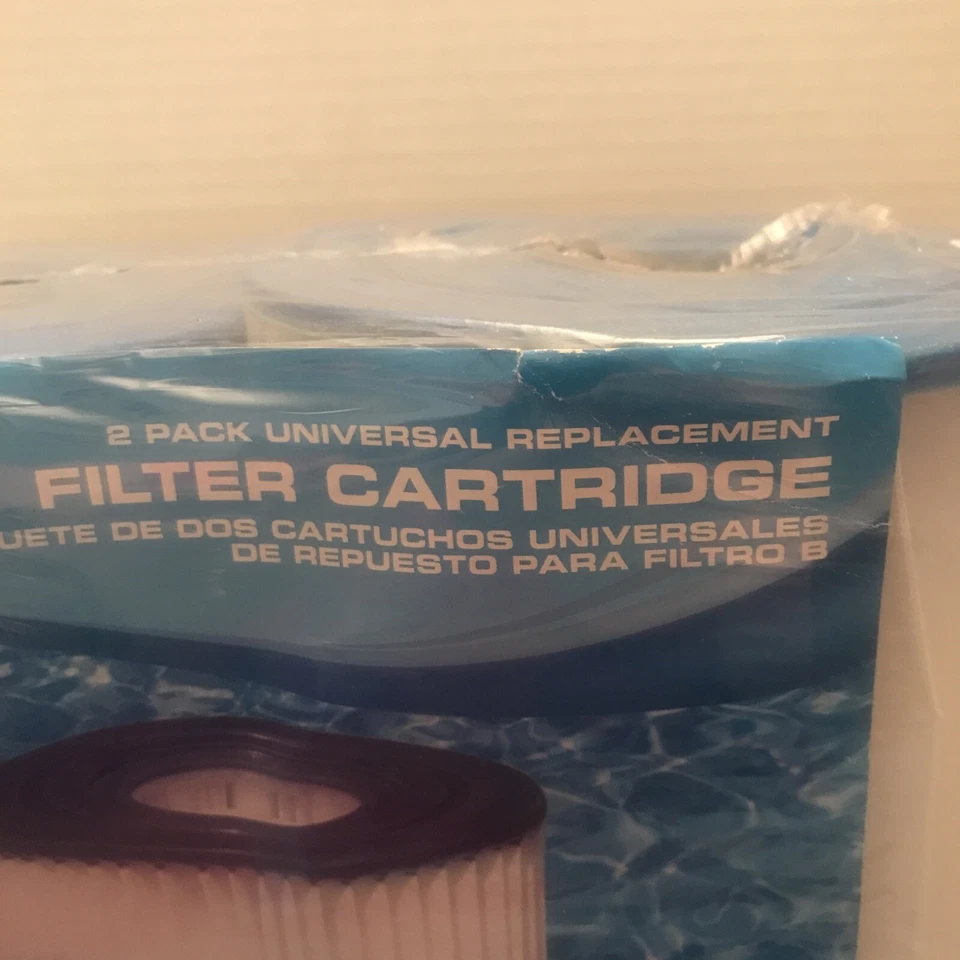 2 PACK UNIVERSAL REPLACEMENT
FILTER CARTRIDGE
UETE DE DOS CARTUCHOS UNIVERSALES
DE REPUESTO PARA FILTRO B